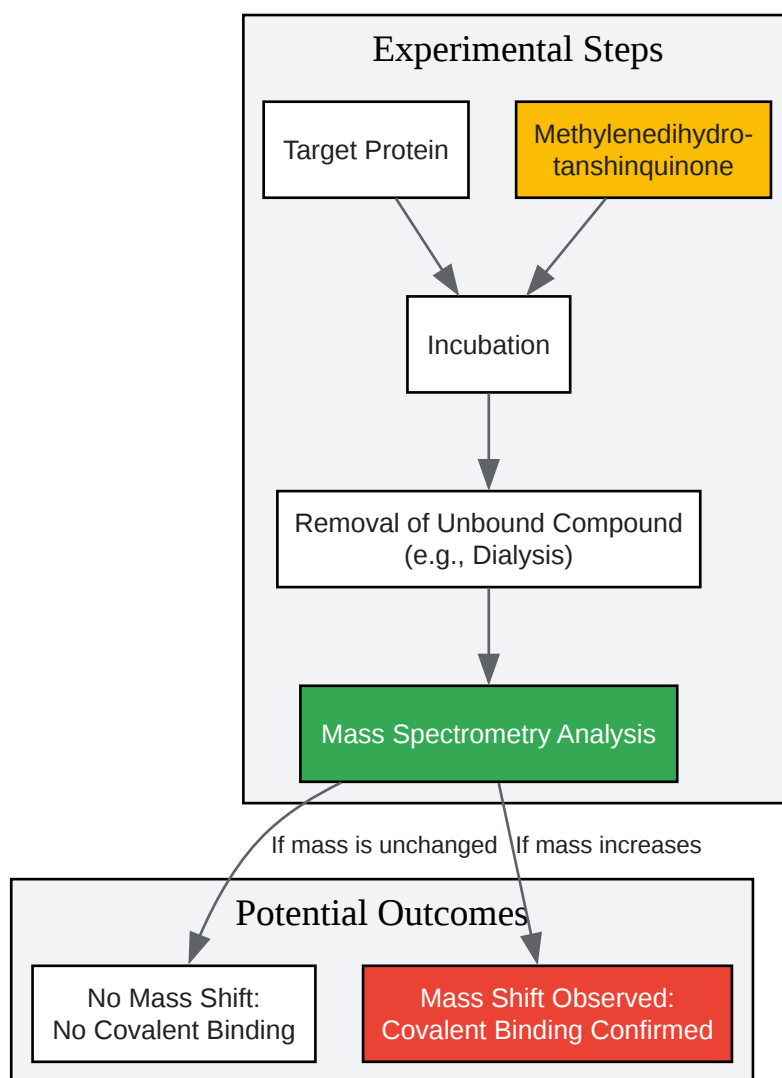 Experimental Steps
Target Protein
Methylenedihydro-
tanshinquinone
Incubation
Removal of Unbound Compound
(e.g., Dialysis)
Mass Spectrometry Analysis
If mass is unchanged
If mass increases
Potential Outcomes
No Mass Shift:
No Covalent Binding
Mass Shift Observed:
Covalent Binding Confirmed